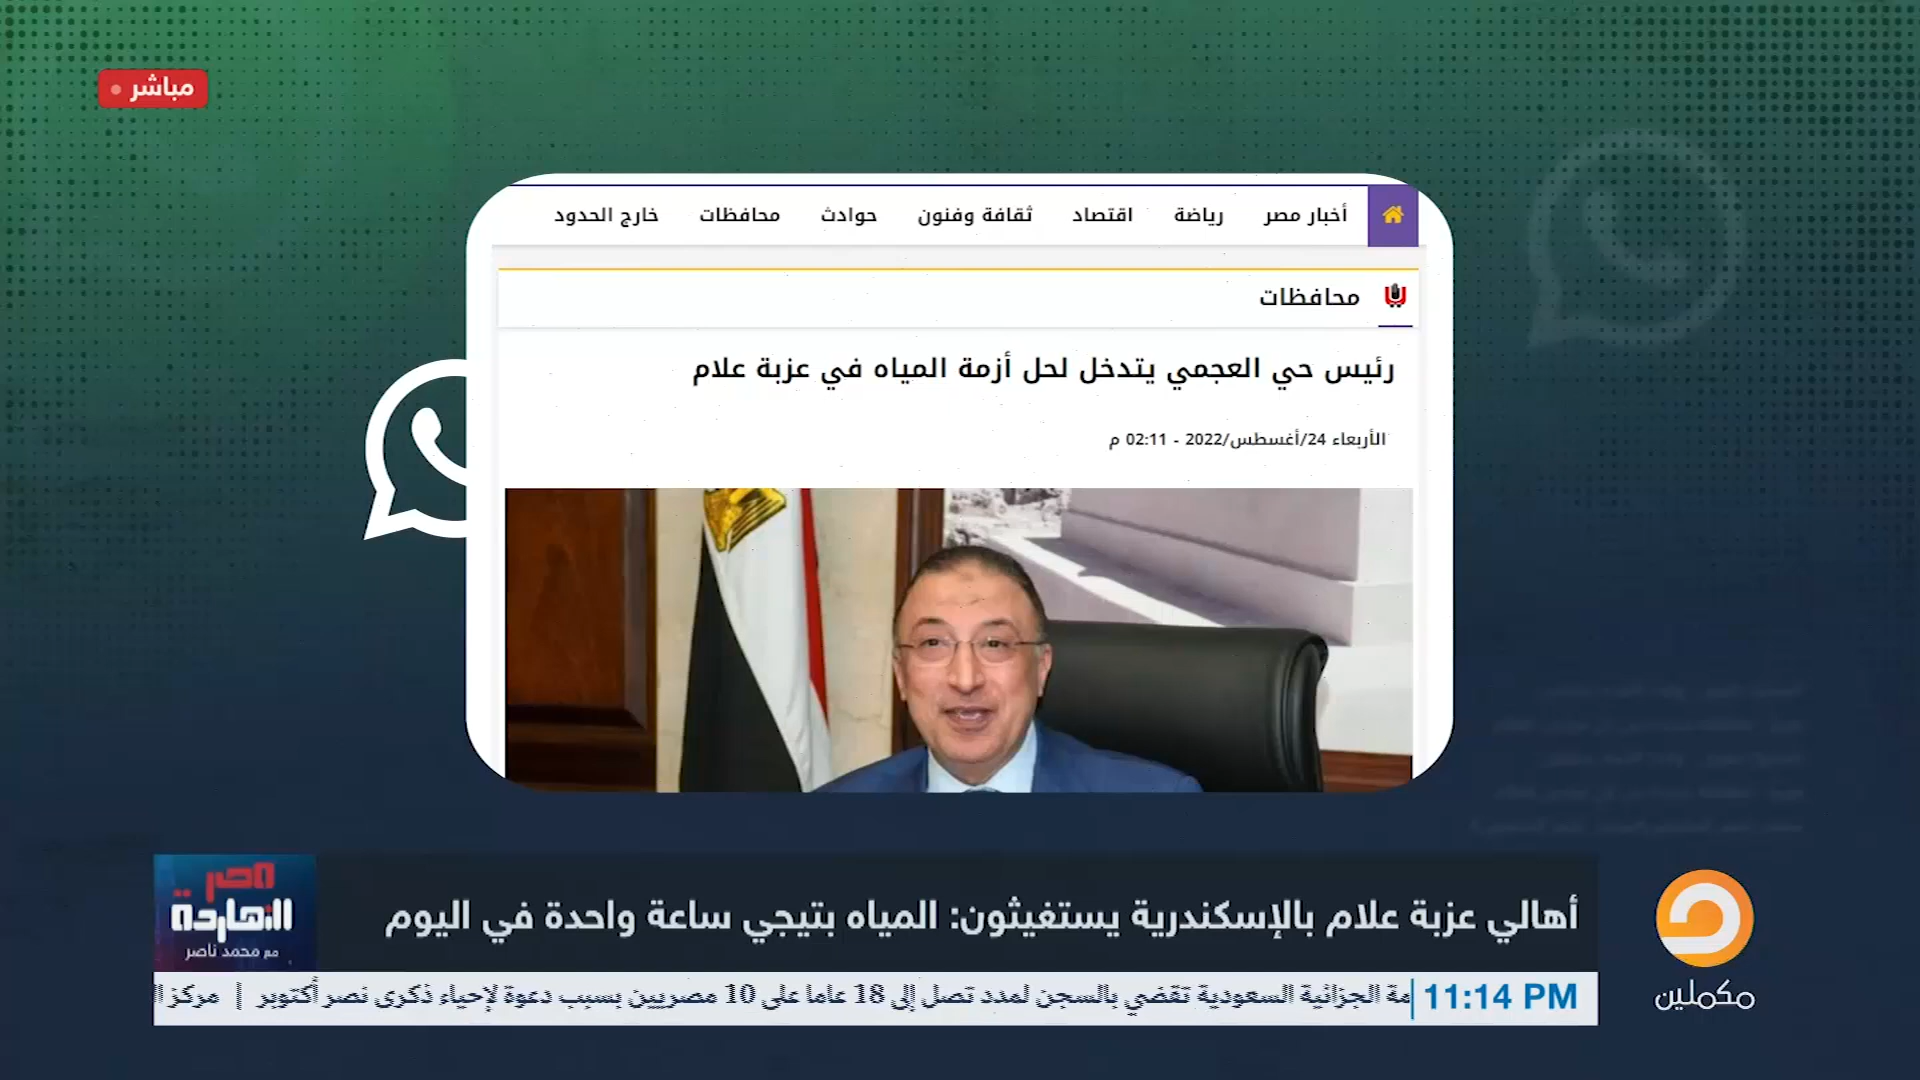 مباشر
أخبار مصر رياضة اقتصاد ثقافة وفنون حوادث محافظات خارج الحدود
محافظات
رئيس حي العجمي يتدخل لحل أزمة المياه في عزبة علام
الأربعاء 24/أغسطس/2022 - 02:11 م
مصر
النهاردة
مع محمد ناصر
أهالي عزبة علام بالإسكندرية يستغيثون: المياه بتيجي ساعة واحدة في اليوم
11:14 PM
مة الجزائية السعودية تقضي بالسجن لمدد تصل إلى 18 عاما على 10 مصريين بسبب دعوة لإحياء ذكرى نصر أكتوبر | مركز ال
مكملين